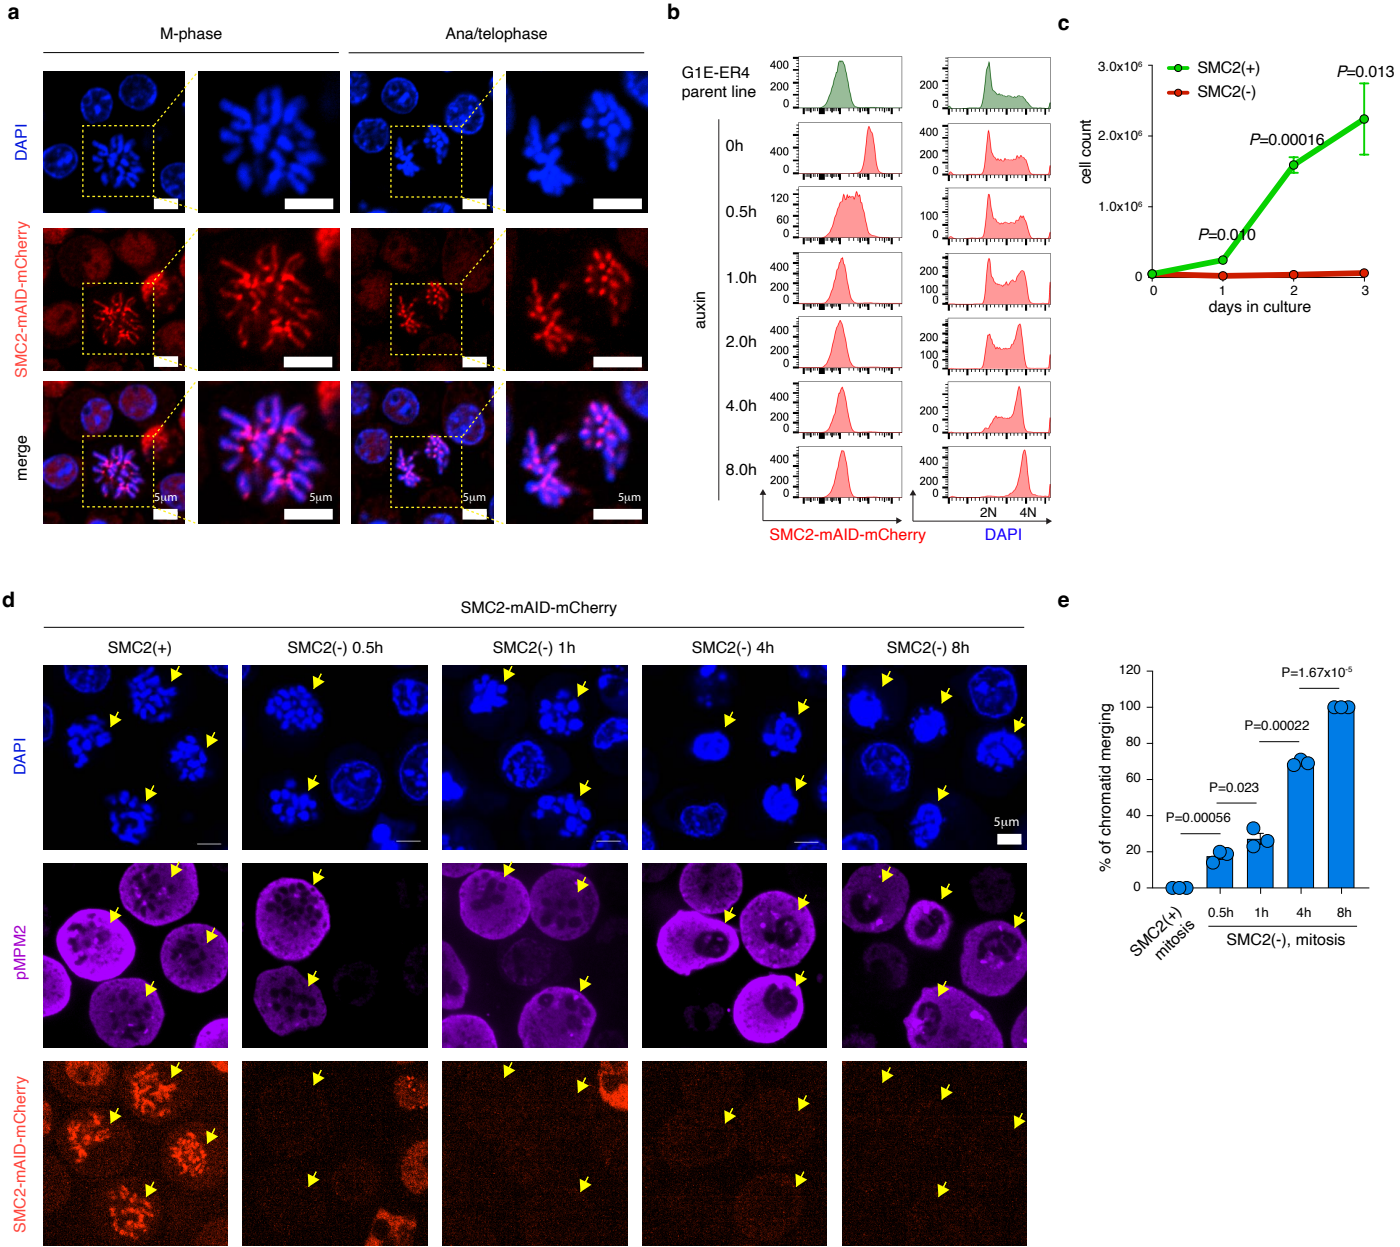 a
M-phase
Ana/telophase
DAPI
SMC2-mAID-mCherry
merge
5μm
5μm
5μm
5μm
b
G1E-ER4
parent line
400
200
0
200
0
0h
400
0
400
200
0
0.5h
120
60
0
100
0
1.0h
400
200
0
200
0
2.0h
400
200
0
200
100
0
4.0h
400
200
0
200
0
8.0h
400
200
0
400
200
0
auxin
2N
4N
SMC2-mAID-mCherry
DAPI
c
SMC2(+)
SMC2(-)
3.0x10⁶
2.0x10⁶
1.0x10⁶
0
cell count
P=0.010
P=0.00016
P=0.013
0
1
2
3
days in culture
d
SMC2-mAID-mCherry
SMC2(+)
SMC2(-) 0.5h
SMC2(-) 1h
SMC2(-) 4h
SMC2(-) 8h
DAPI
5μm
pMPM2
SMC2-mAID-mCherry
e
% of chromatid merging
120
100
80
60
40
20
0
P=0.00056
P=0.023
P=0.00022
P=1.67x10⁻⁵
SMC2(+)
mitosis
0.5h
1h
4h
8h
SMC2(-), mitosis